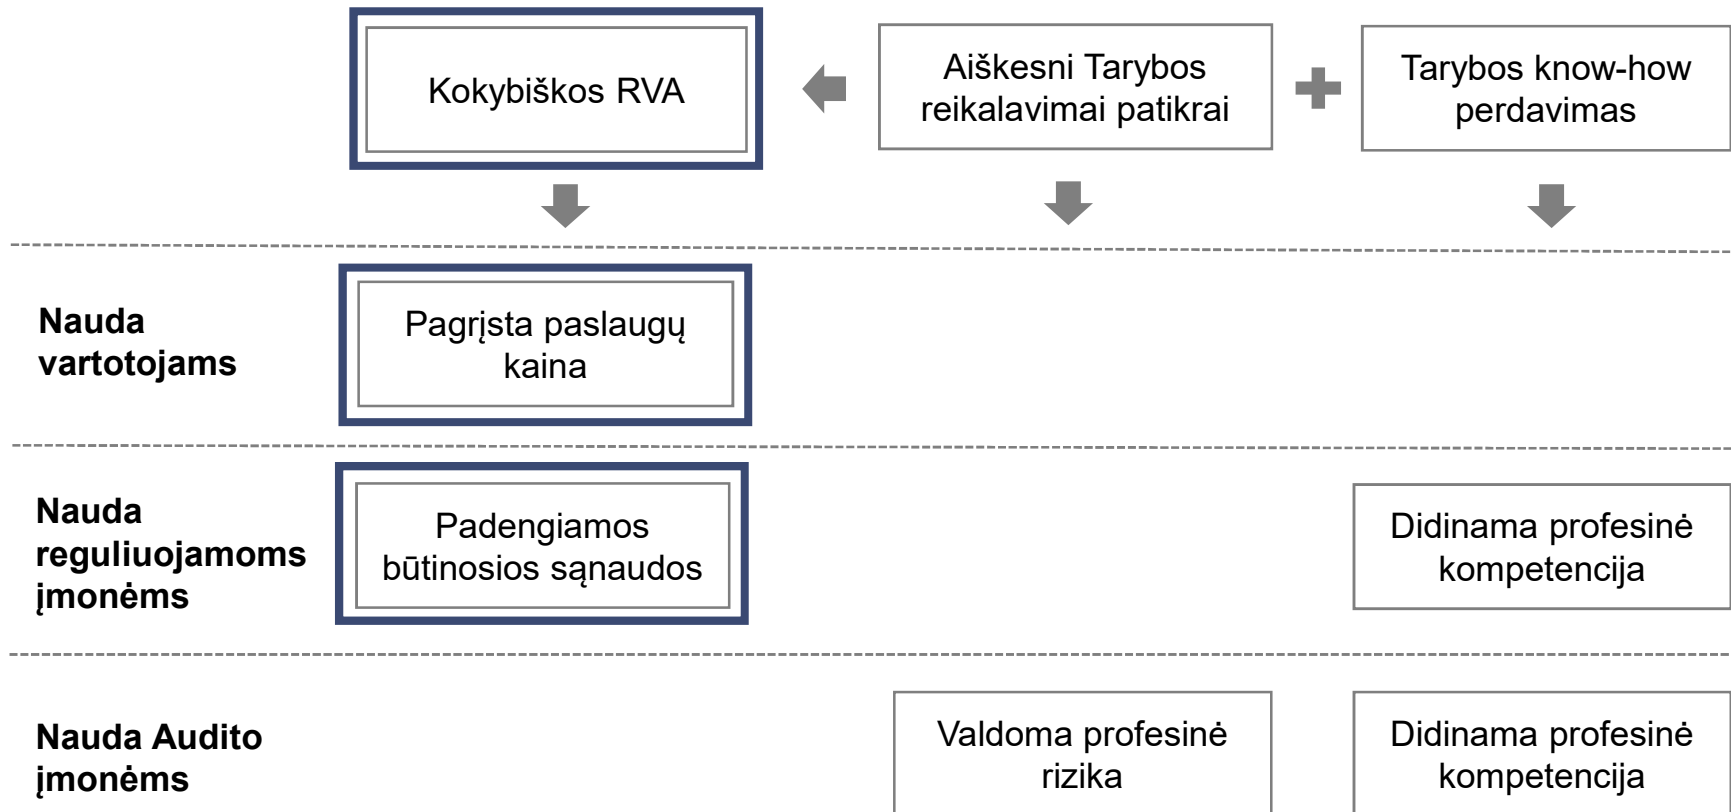 Kokybiškos RVA
Aiškesni Tarybos
reikalavimai patikrai
Tarybos know-how
perdavimas
Nauda
vartotojams
Pagrįsta paslaugų
kaina
Nauda
reguliuojamoms
įmonėms
Padengiamos
būtinosios sąnaudos
Didinama profesinė
kompetencija
Nauda Audito
įmonėms
Valdoma profesinė
rizika
Didinama profesinė
kompetencija